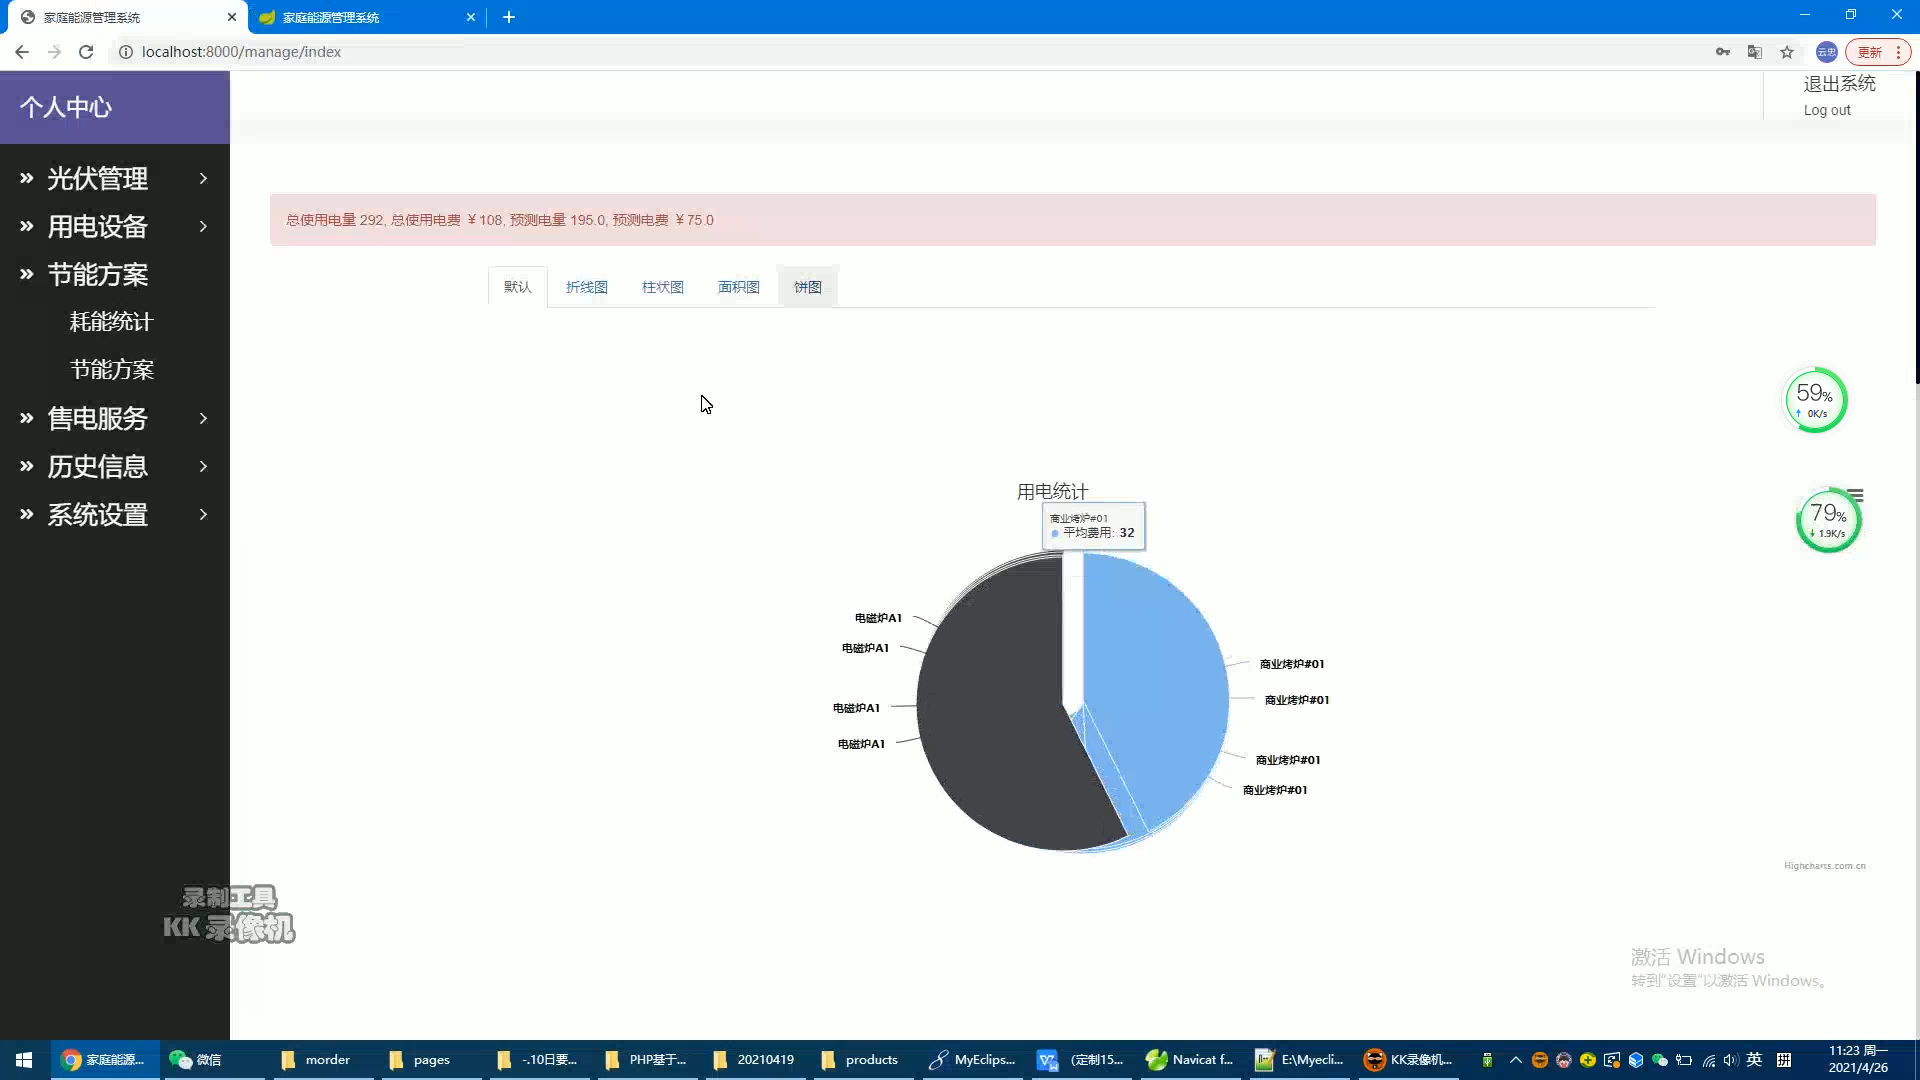 家庭能源管理系统
家庭能源管理系统
localhost:8000/manage/index
云忠
更新
个人中心
退出系统
Log out
光伏管理
用电设备
节能方案
耗能统计
节能方案
售电服务
历史信息
系统设置
总使用电量 292, 总使用电费 ￥108, 预测电量 195.0, 预测电费 ￥75.0
默认
折线图
柱状图
面积图
饼图
59%
0K/s
79%
1.9K/s
用电统计
商业烤炉#01
平均费用: 32
电磁炉A1
电磁炉A1
电磁炉A1
电磁炉A1
商业烤炉#01
商业烤炉#01
商业烤炉#01
商业烤炉#01
Highcharts.com.cn
录制工具
KK 录像机
激活 Windows
转到"设置"以激活 Windows。
家庭能源...
微信
morder
pages
-.10日要...
PHP基于...
20210419
products
MyEclips...
(定制15...
Navicat f...
E:\Myecli...
KK录像机...
英
拼
11:23 周一
2021/4/26